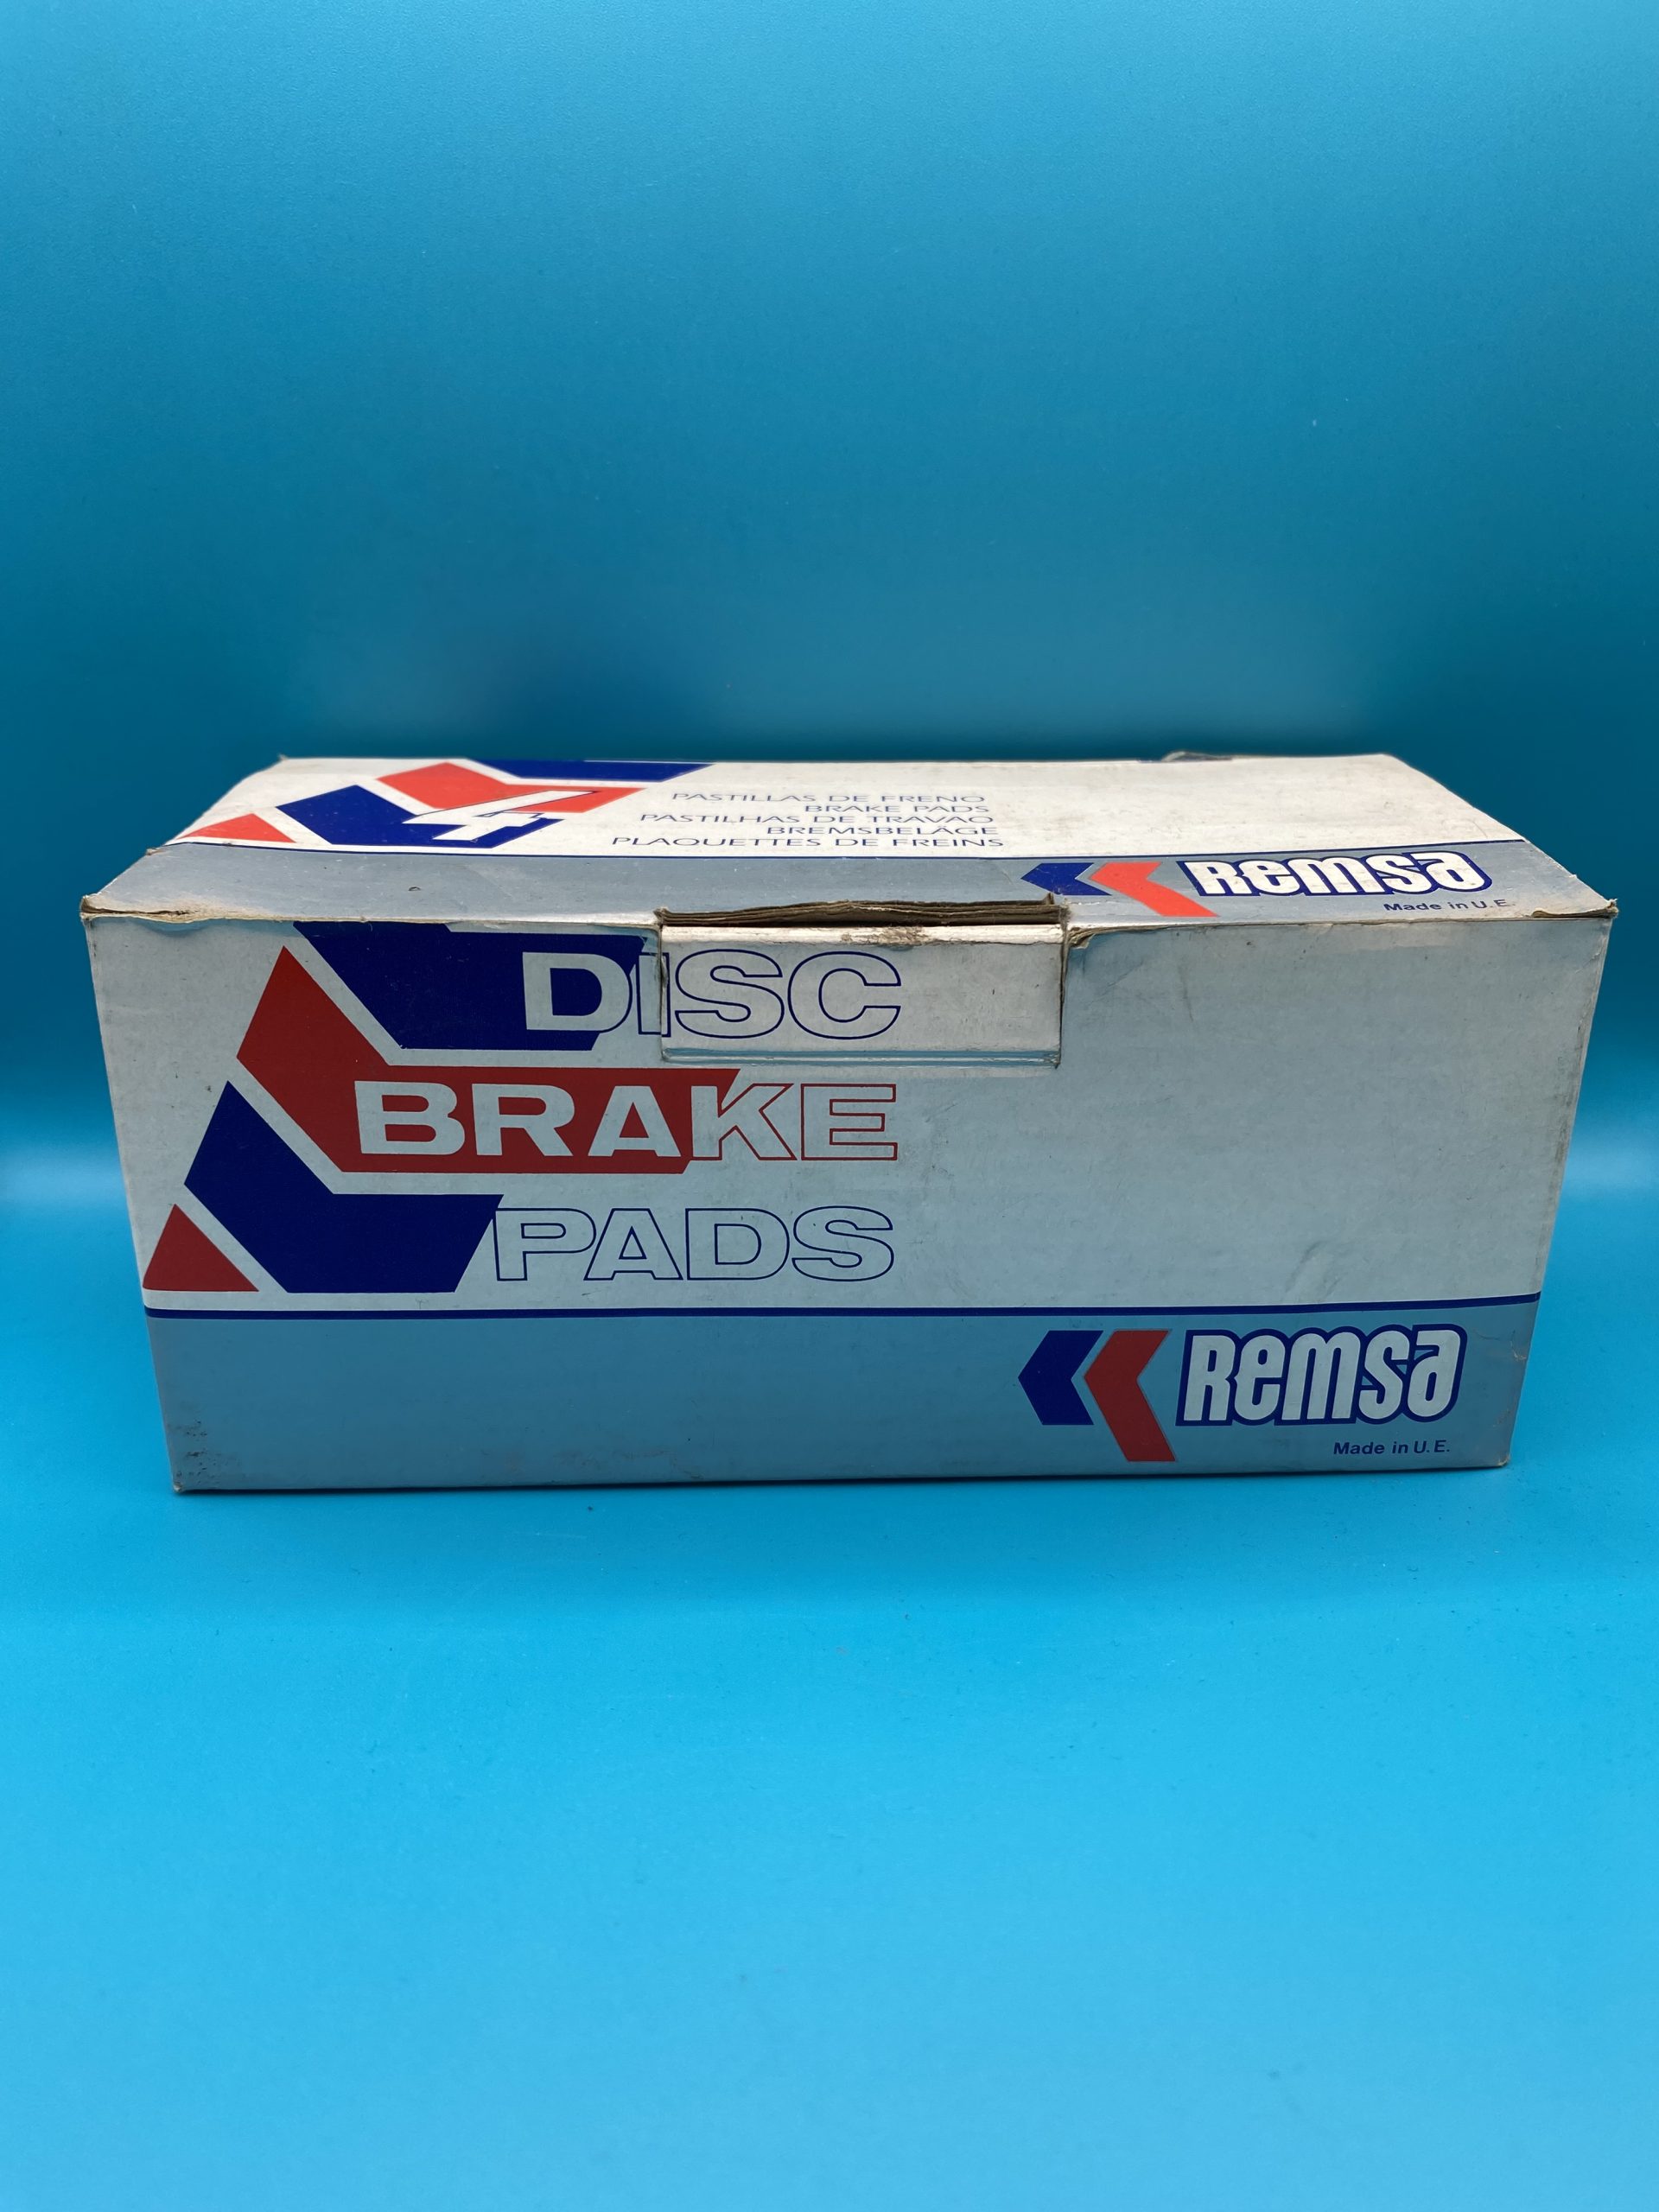 4
PASTILLAS DE FRENO
BRAKE PADS
PASTILHAS DE TRAVAO
BREMSBELÄGE
PLAQUETTES DE FREINS
Remsa
Made in U.E.
DISC
BRAKE
PADS
Remsa
Made in U.E.